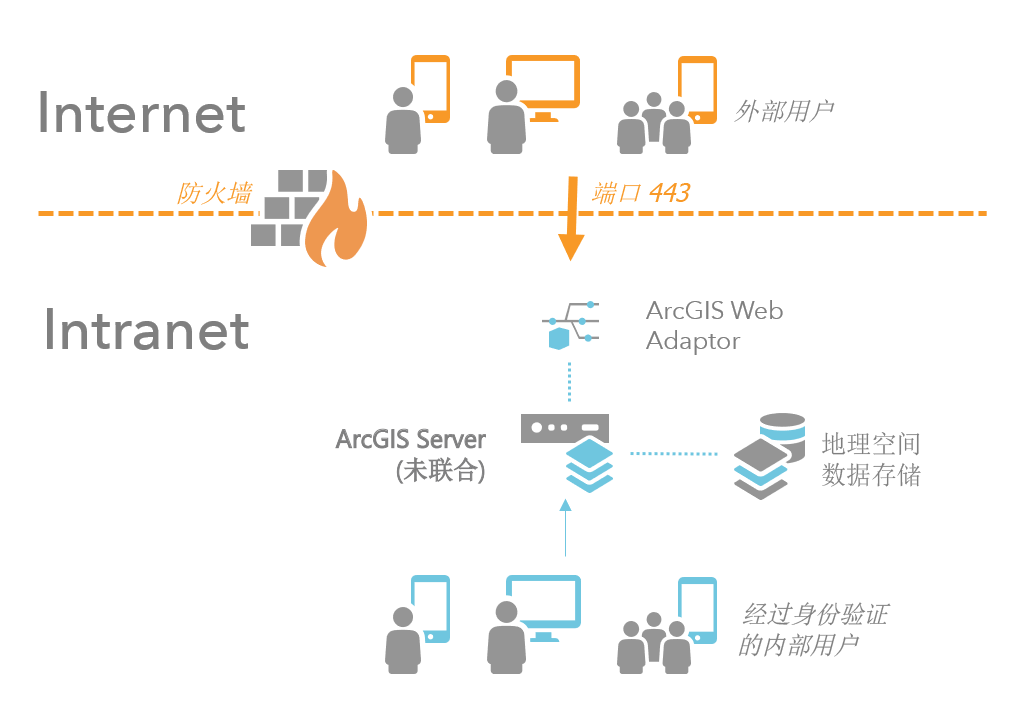 Internet
外部用户
防火墙
端口 443
Intranet
ArcGIS Web
Adaptor
ArcGIS Server
(未联合)
地理空间
数据存储
经过身份验证
的内部用户